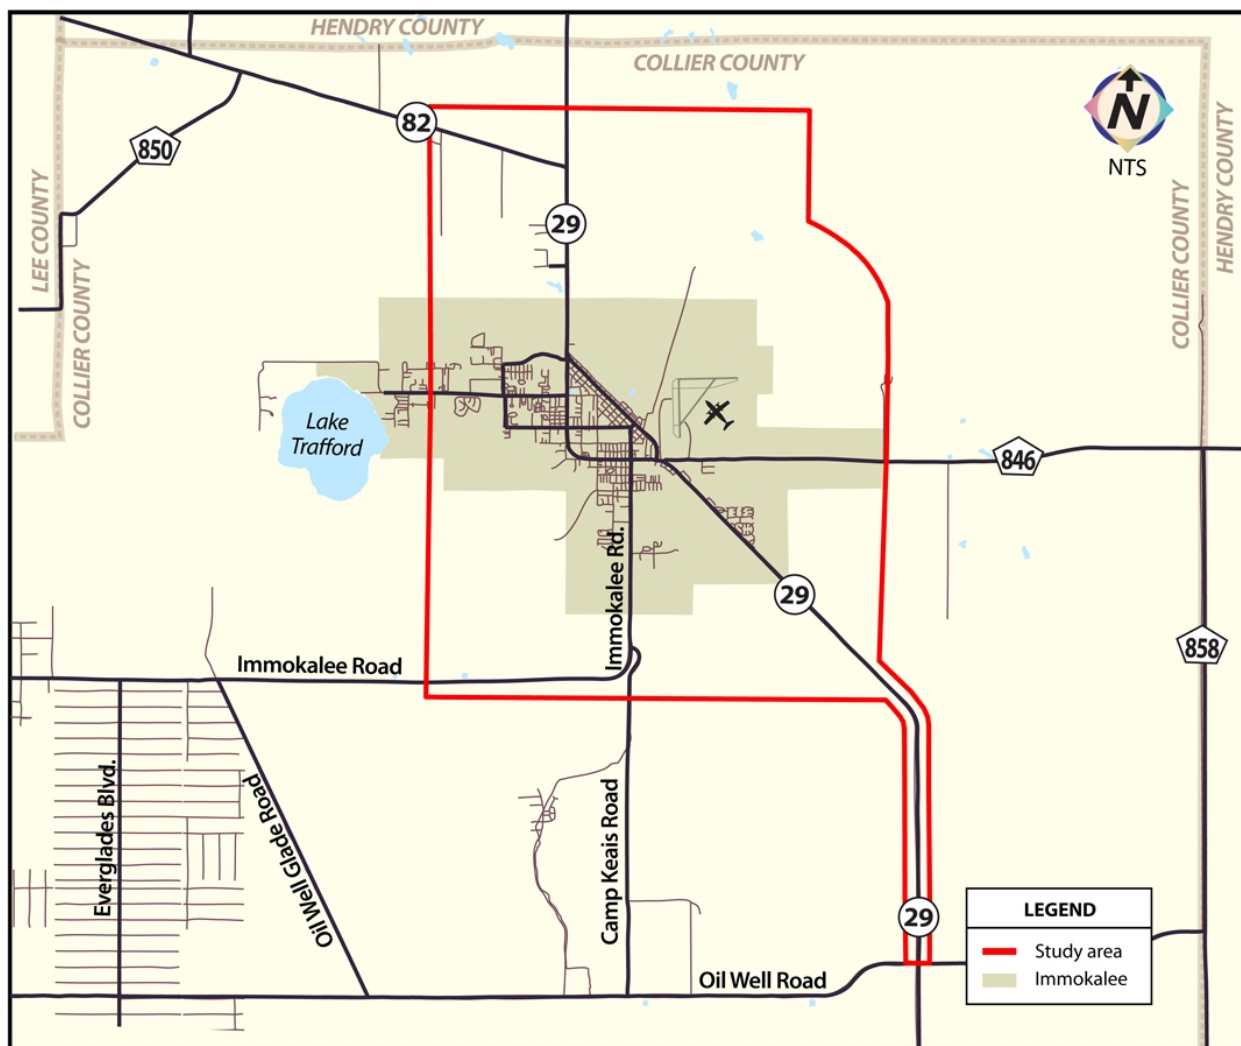 HENDRY COUNTY
COLLIER COUNTY
82
850
N
NTS
LEE COUNTY
COLLIER COUNTY
29
COLLIER COUNTY
HENDRY COUNTY
Lake
Trafford
846
Immokalee Rd.
29
858
Immokalee Road
Everglades Blvd.
Oil Well Glade Road
Camp Keais Road
29
Oil Well Road
LEGEND
Study area
Immokalee